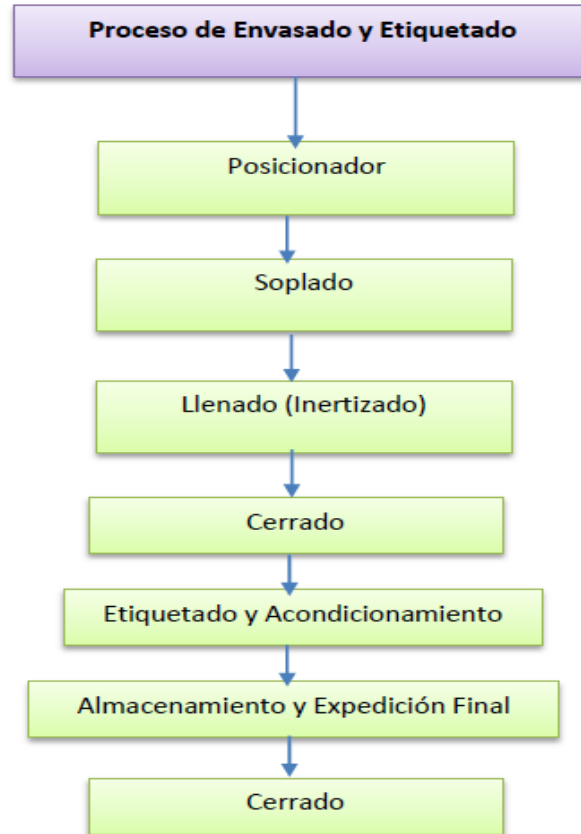 Proceso de Envasado y Etiquetado
Posicionador
Soplado
Llenado (Inertizado)
Cerrado
Etiquetado y Acondicionamiento
Almacenamiento y Expedición Final
Cerrado